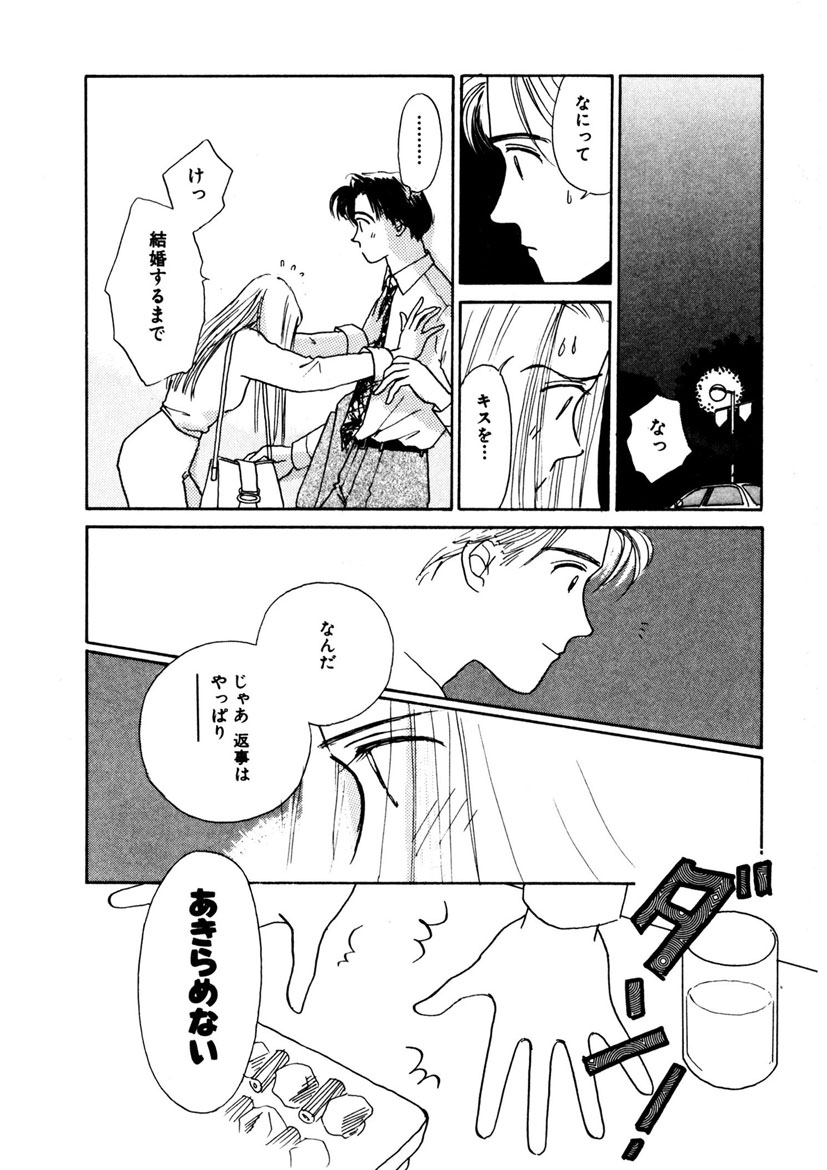 なっ
なにって
キスを…
………
けっ
結婚するまで
なんだ
じゃあ 返事は
やっぱり――
あきらめない
ダーーー！